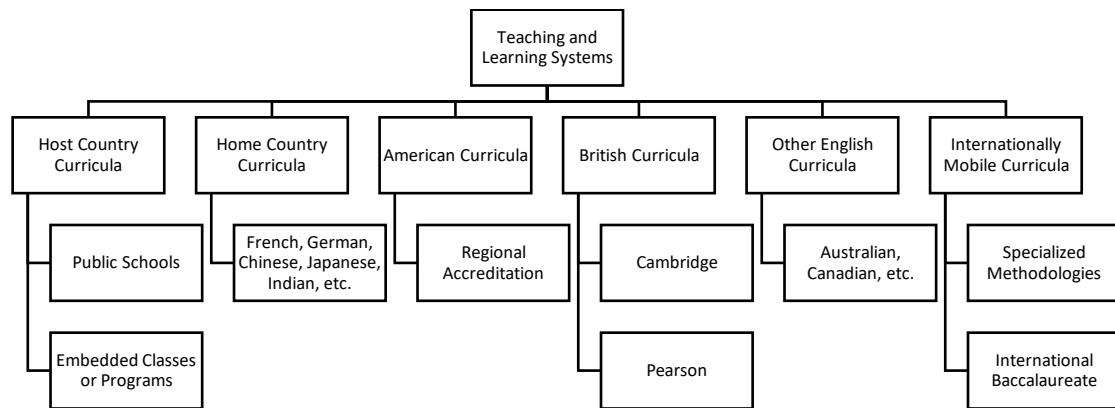 Teaching and
Learning Systems
Host Country
Curricula
Home Country
Curricula
American Curricula
British Curricula
Other English
Curricula
Internationally
Mobile Curricula
Public Schools
French, German,
Chinese, Japanese,
Indian, etc.
Regional
Accreditation
Cambridge
Australian,
Canadian, etc.
Specialized
Methodologies
Embedded Classes
or Programs
Pearson
International
Baccalaureate